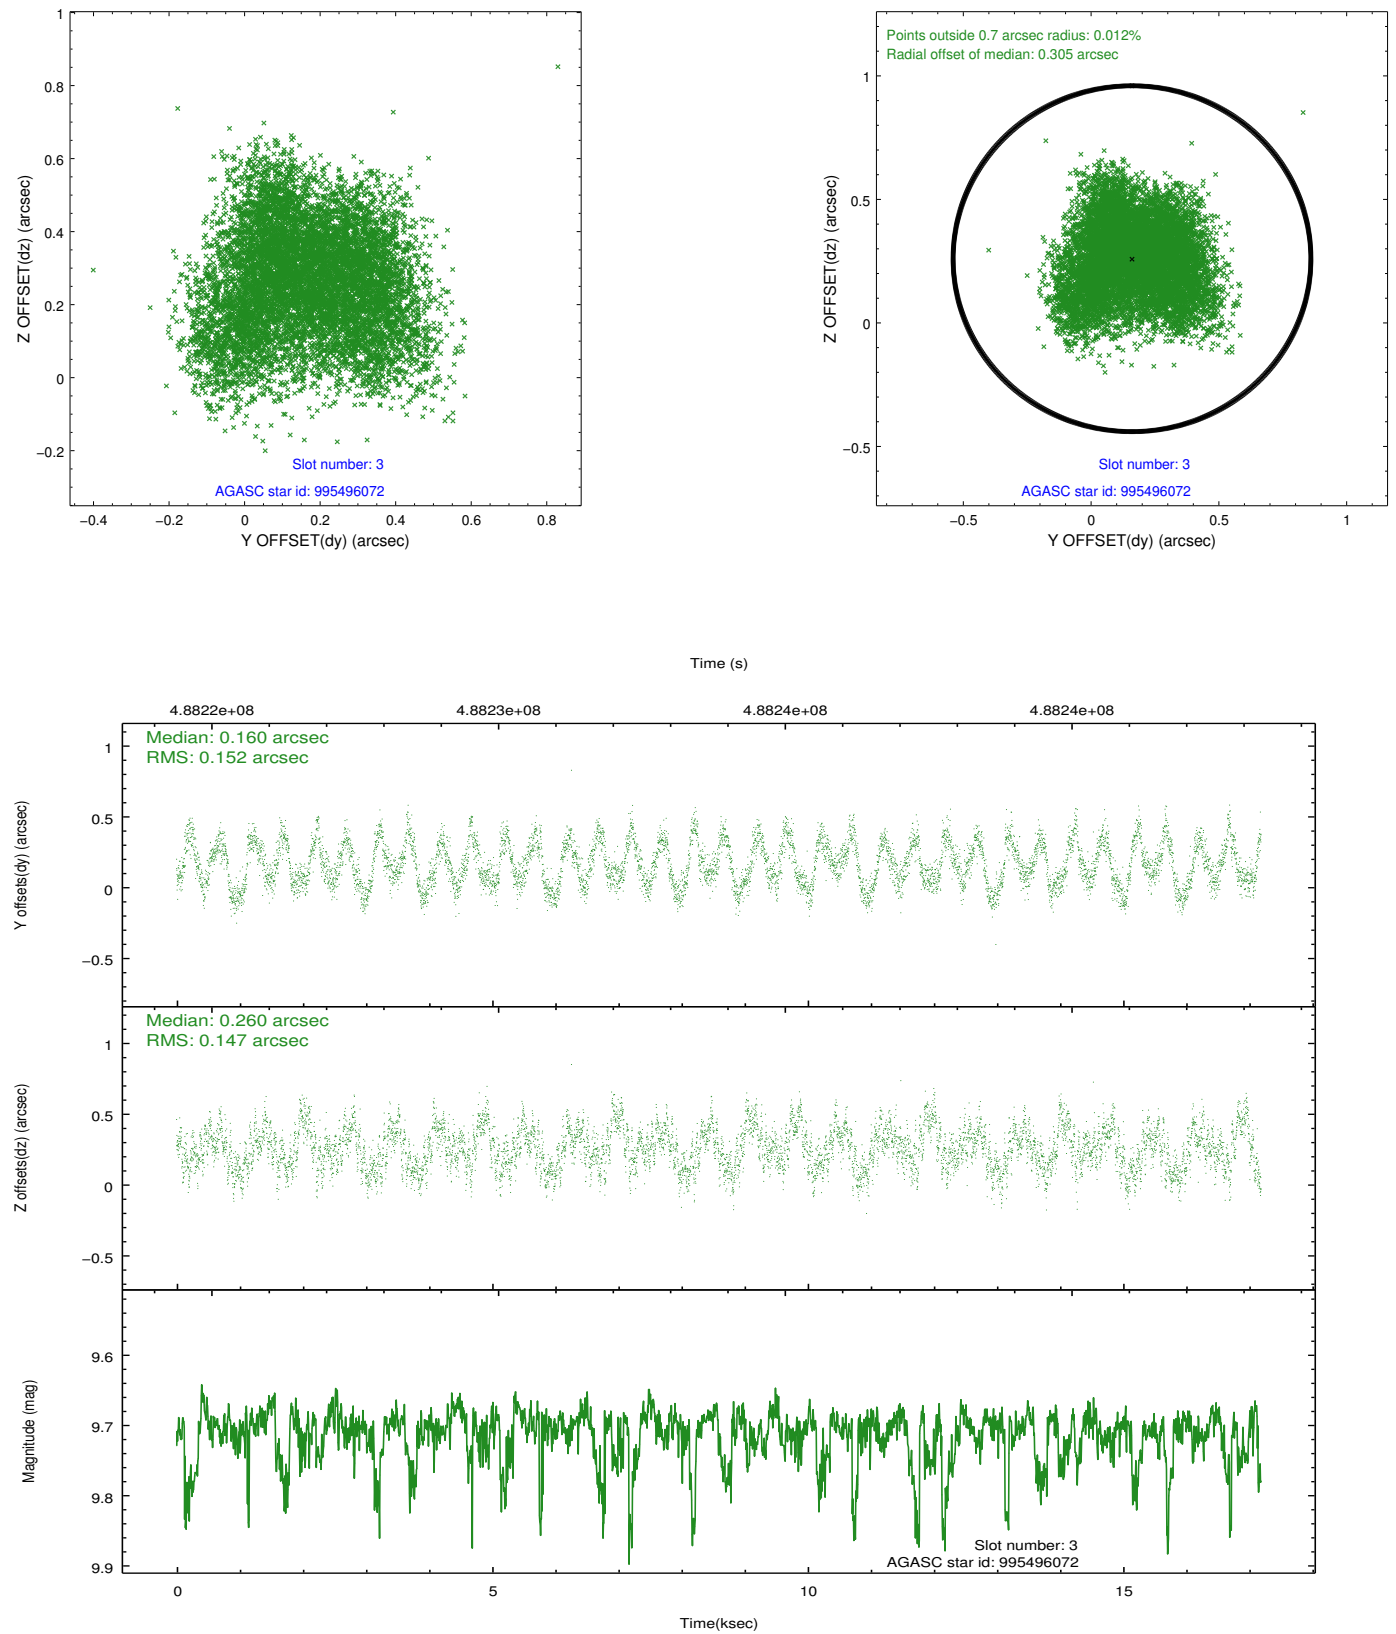 1
0.8
0.6
0.4
0.2
0
−0.2
−0.4
−0.2
0
0.2
0.4
0.6
0.8
Z OFFSET(dz) (arcsec)
Y OFFSET(dy) (arcsec)
Slot number: 3
AGASC star id: 995496072
Points outside 0.7 arcsec radius: 0.012%
Radial offset of median: 0.305 arcsec
1
0.5
0
−0.5
−0.5
0
0.5
1
Z OFFSET(dz) (arcsec)
Y OFFSET(dy) (arcsec)
Slot number: 3
AGASC star id: 995496072
Time (s)
4.8822e+08
4.8823e+08
4.8824e+08
4.8824e+08
Median: 0.160 arcsec
RMS: 0.152 arcsec
1
0.5
0
−0.5
Y offsets(dy) (arcsec)
Median: 0.260 arcsec
RMS: 0.147 arcsec
1
0.5
0
−0.5
Z offsets(dz) (arcsec)
9.6
9.7
9.8
9.9
Magnitude (mag)
Slot number: 3
AGASC star id: 995496072
0
5
10
15
Time(ksec)